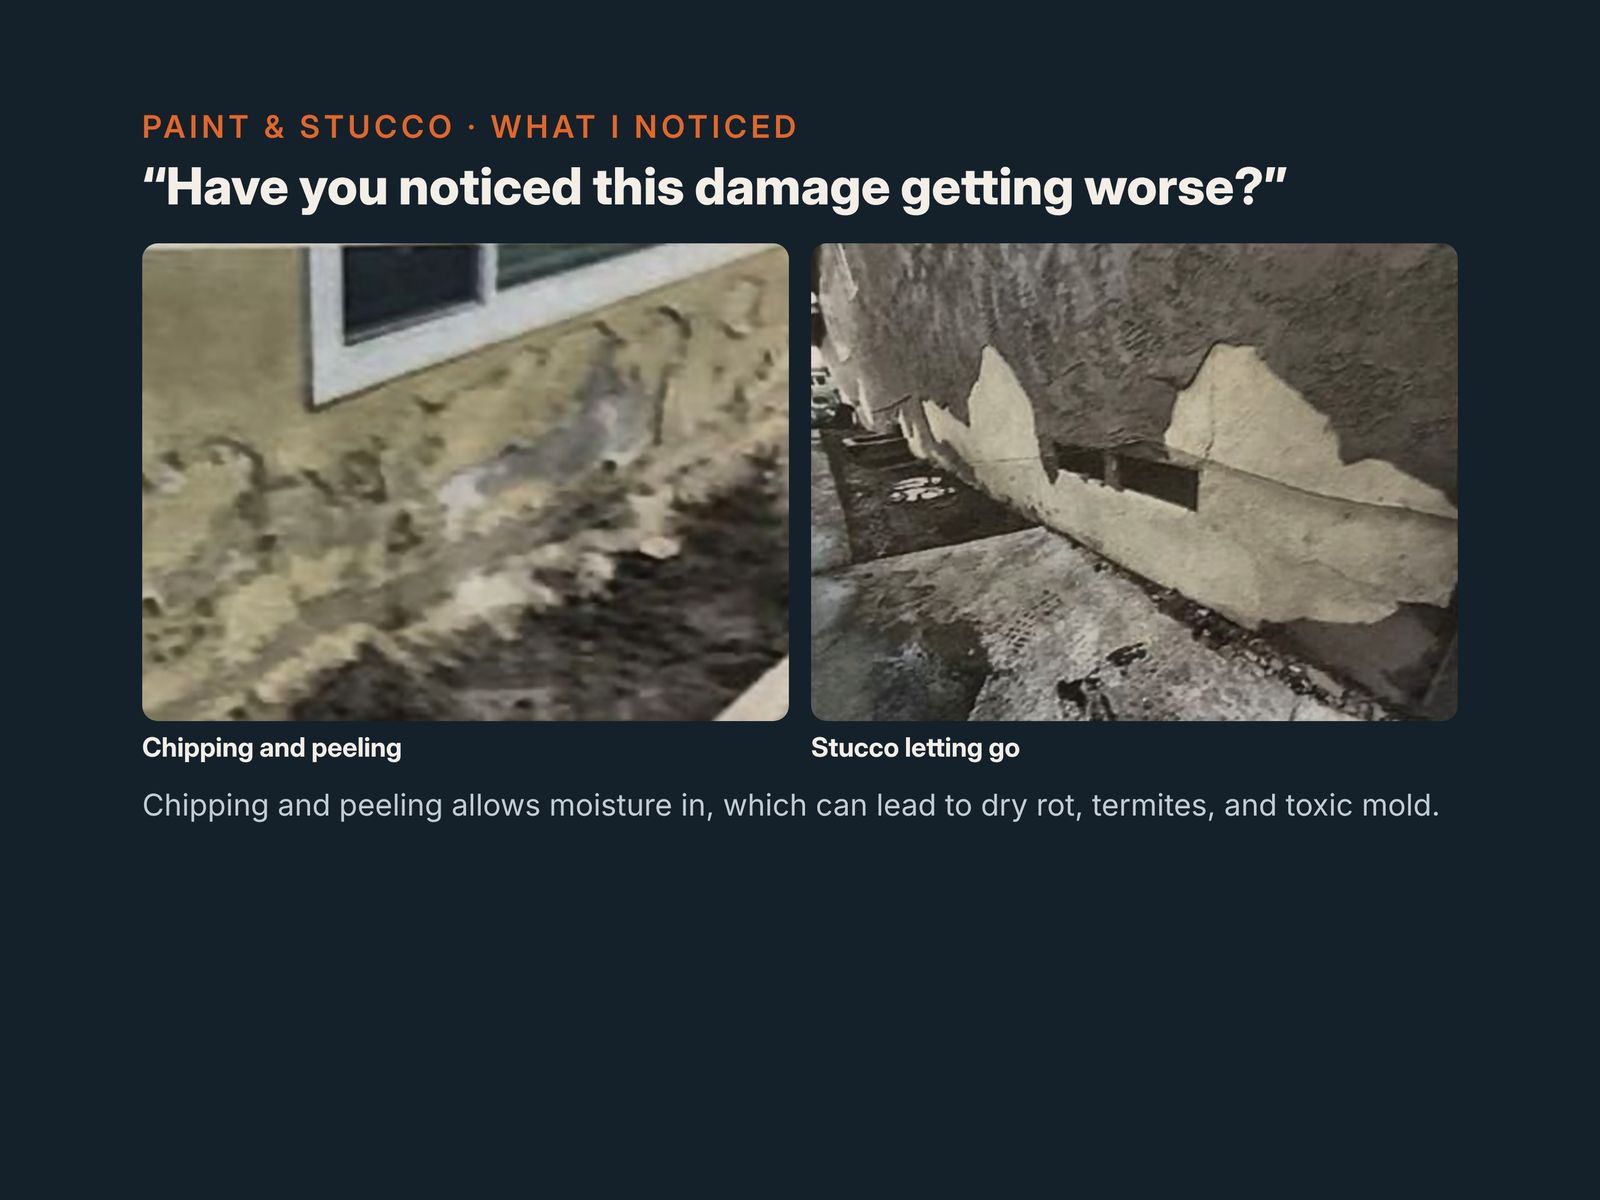 PAINT & STUCCO · WHAT I NOTICED
“Have you noticed this damage getting worse?”
Chipping and peeling
Stucco letting go
Chipping and peeling allows moisture in, which can lead to dry rot, termites, and toxic mold.